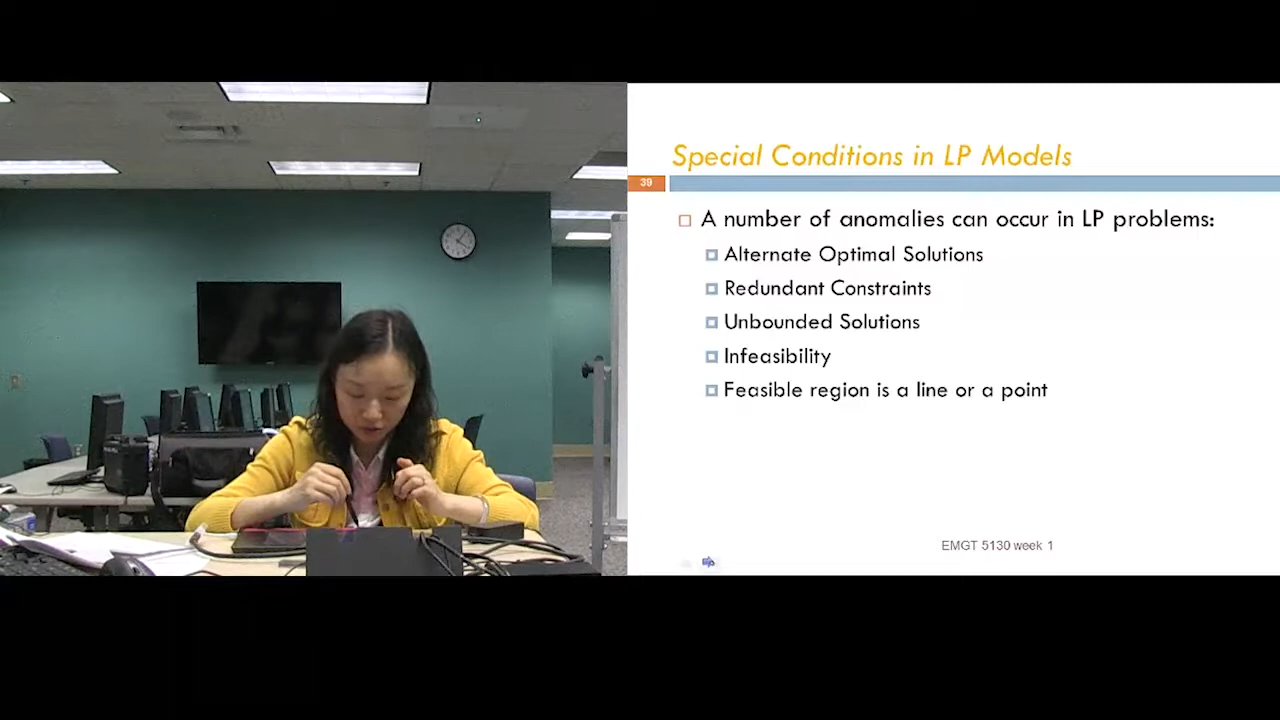 Special Conditions in LP Models
39
A number of anomalies can occur in LP problems:
Alternate Optimal Solutions
Redundant Constraints
Unbounded Solutions
Infeasibility
Feasible region is a line or a point
EMGT 5130 week 1